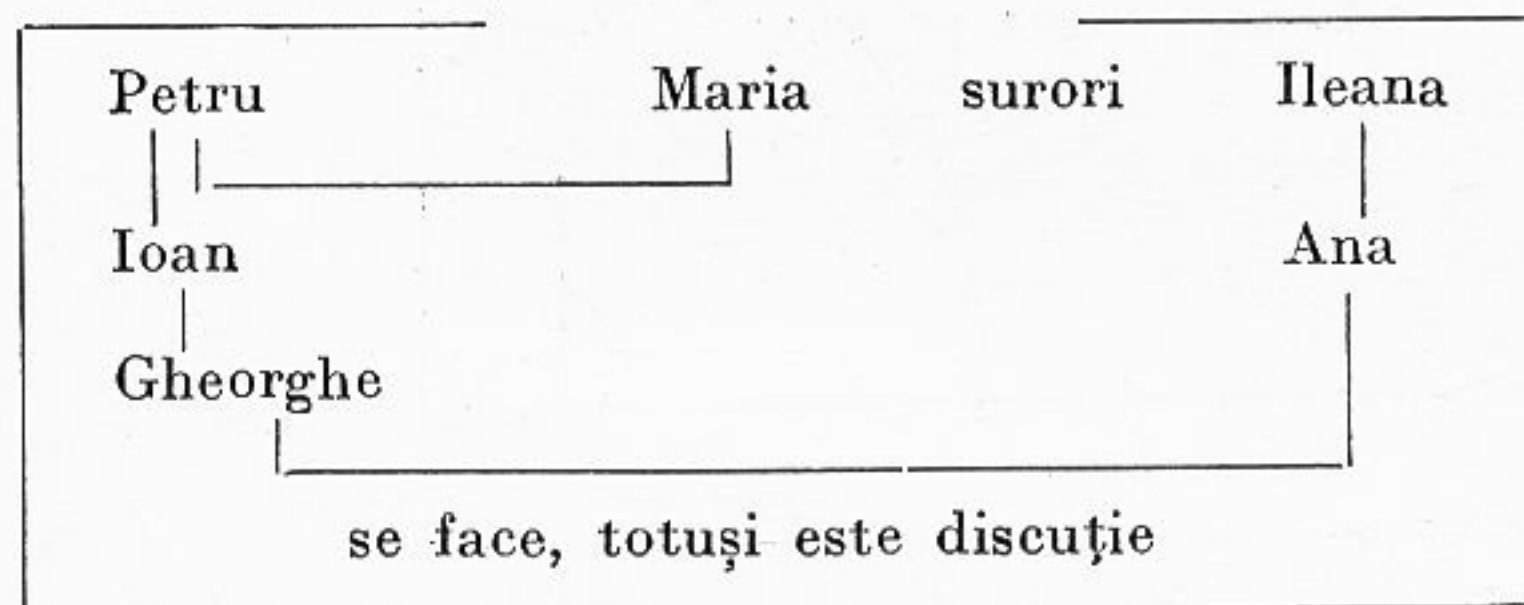 Petru Maria surori Ileana
Ioan Ana
Gheorghe
se face, totuși este discuție